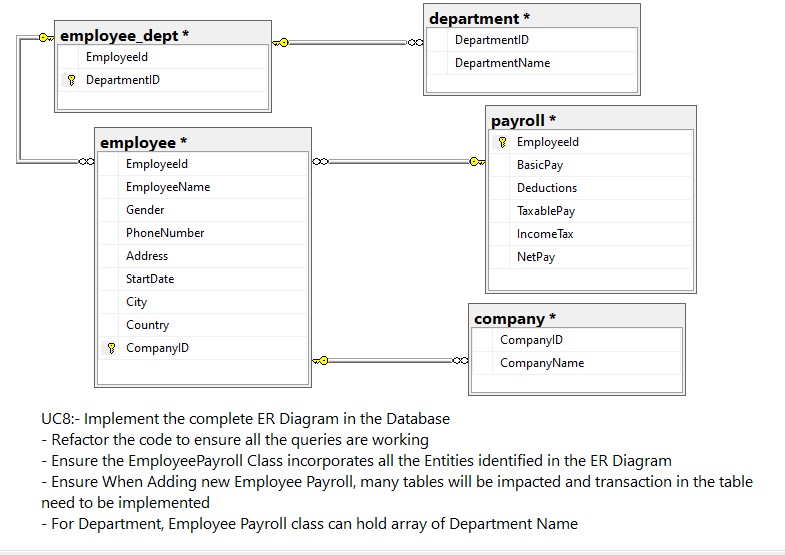 employee_dept *
EmployeeId
DepartmentID
department *
DepartmentID
DepartmentName
employee *
EmployeeId
EmployeeName
Gender
PhoneNumber
Address
StartDate
City
Country
CompanyID
payroll *
EmployeeId
BasicPay
Deductions
TaxablePay
IncomeTax
NetPay
company *
CompanyID
CompanyName
UC8:- Implement the complete ER Diagram in the Database
- Refactor the code to ensure all the queries are working
- Ensure the EmployeePayroll Class incorporates all the Entities identified in the ER Diagram
- Ensure When Adding new Employee Payroll, many tables will be impacted and transaction in the table
need to be implemented
- For Department, Employee Payroll class can hold array of Department Name